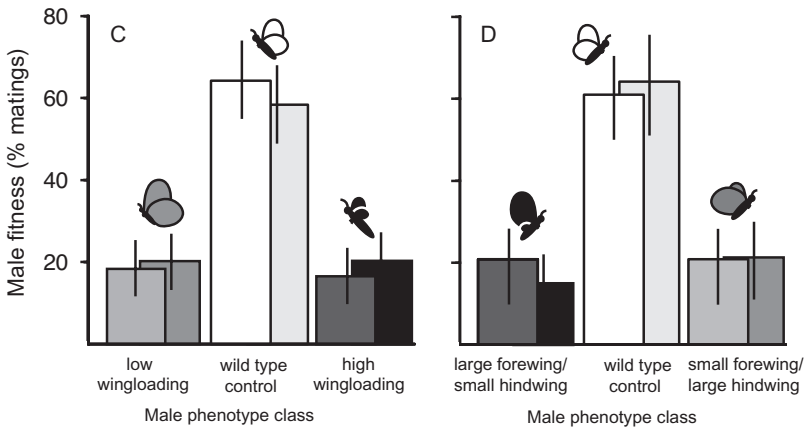 C
D
Male fitness (% matings)
80
60
40
20
low
wingloading
wild type
control
high
wingloading
Male phenotype class
large forewing/
small hindwing
wild type
control
small forewing/
large hindwing
Male phenotype class